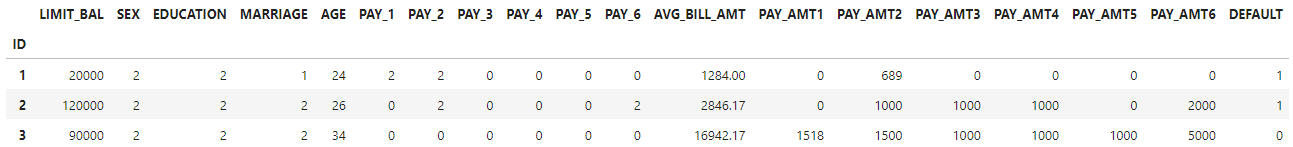 LIMIT_BAL SEX EDUCATION MARRIAGE AGE PAY_1 PAY_2 PAY_3 PAY_4 PAY_5 PAY_6 AVG_BILL_AMT PAY_AMT1 PAY_AMT2 PAY_AMT3 PAY_AMT4 PAY_AMT5 PAY_AMT6 DEFAULT
ID
1 20000 2 2 1 24 2 2 0 0 0 0 1284.00 0 689 0 0 0 0 1
2 120000 2 2 2 26 0 2 0 0 0 2 2846.17 0 1000 1000 1000 0 2000 1
3 90000 2 2 2 34 0 0 0 0 0 0 16942.17 1518 1500 1000 1000 1000 5000 0